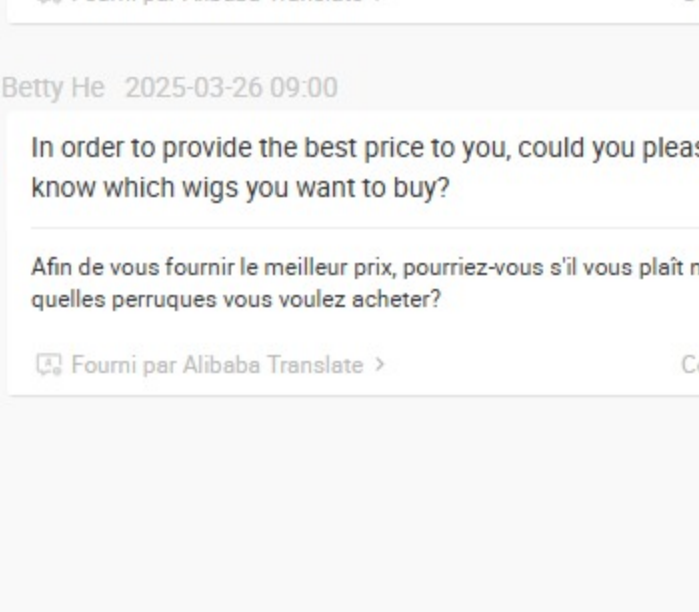 Betty He 2025-03-26 09:00
In order to provide the best price to you, could you
know which wigs you want to buy?
Afin de vous fournir le meilleur prix, pourriez-vous s'il vous plaît
quelles perruques vous voulez acheter?
Fourni par Alibaba Translate >